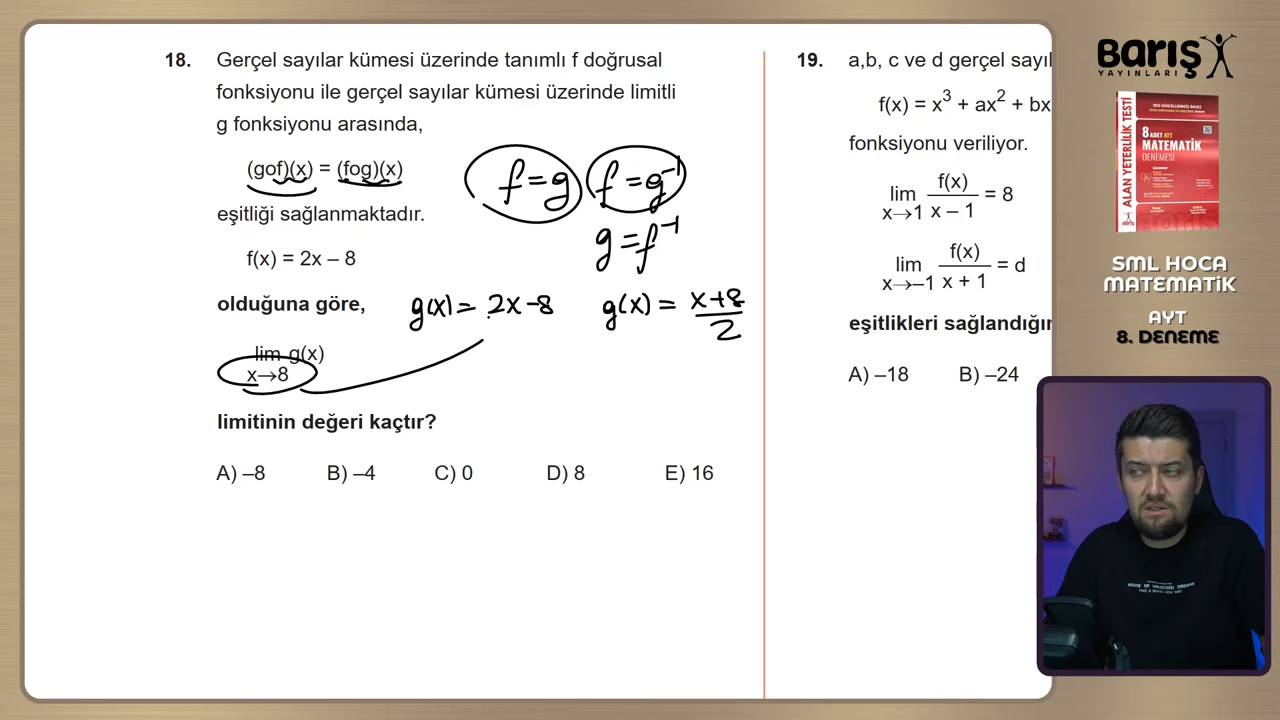 18. Gerçel sayılar kümesi üzerinde tanımlı f doğrusal
fonksiyonu ile gerçel sayılar kümesi üzerinde limitli
g fonksiyonu arasında,
(gof)(x) = (fog)(x)
f = g
f = g⁻¹
g = f⁻¹
eşitliği sağlanmaktadır.
f(x) = 2x – 8
olduğuna göre,
g(x) = 2x-8
g(x) = x+8 / 2
lim g(x)
x→8
limitinin değeri kaçtır?
A) –8 B) –4 C) 0 D) 8 E) 16
19. a,b, c ve d gerçel sayıl
f(x) = x³ + ax² + bx
fonksiyonu veriliyor.
lim f(x) / x – 1 = 8
x→1
lim f(x) / x + 1 = d
x→–1
eşitlikleri sağlandığın
A) –18 B) –24
BARIŞ
YAYINLARI
ALAN YETERLİLİK TESTİ
8 ADET AYT
MATEMATİK
DENEMESİ
SML HOCA
MATEMATİK
AYT
8. DENEME